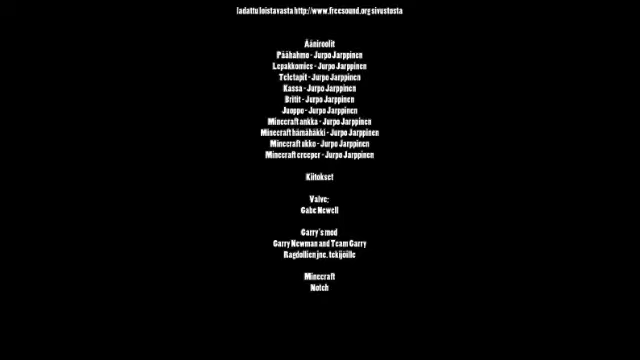 ladattu loistavasta http://www.freesound.org sivustosta
Ääniroolit
Päähahmo - Jurpo Jarppinen
Lepakkomies - Jurpo Jarppinen
Teletapit - Jurpo Jarppinen
Kassa - Jurpo Jarppinen
Britit - Jurpo Jarppinen
Juoppo - Jurpo Jarppinen
Minecraft ankka - Jurpo Jarppinen
Minecraft hämähäkki - Jurpo Jarppinen
Minecraft ukko - Jurpo Jarppinen
Minecraft creeper - Jurpo Jarppinen
Kiitokset
Valve;
Gabe Newell
Garry's mod
Garry Newman and Team Garry
Ragdollien jne. tekijöille
Minecraft
Notch